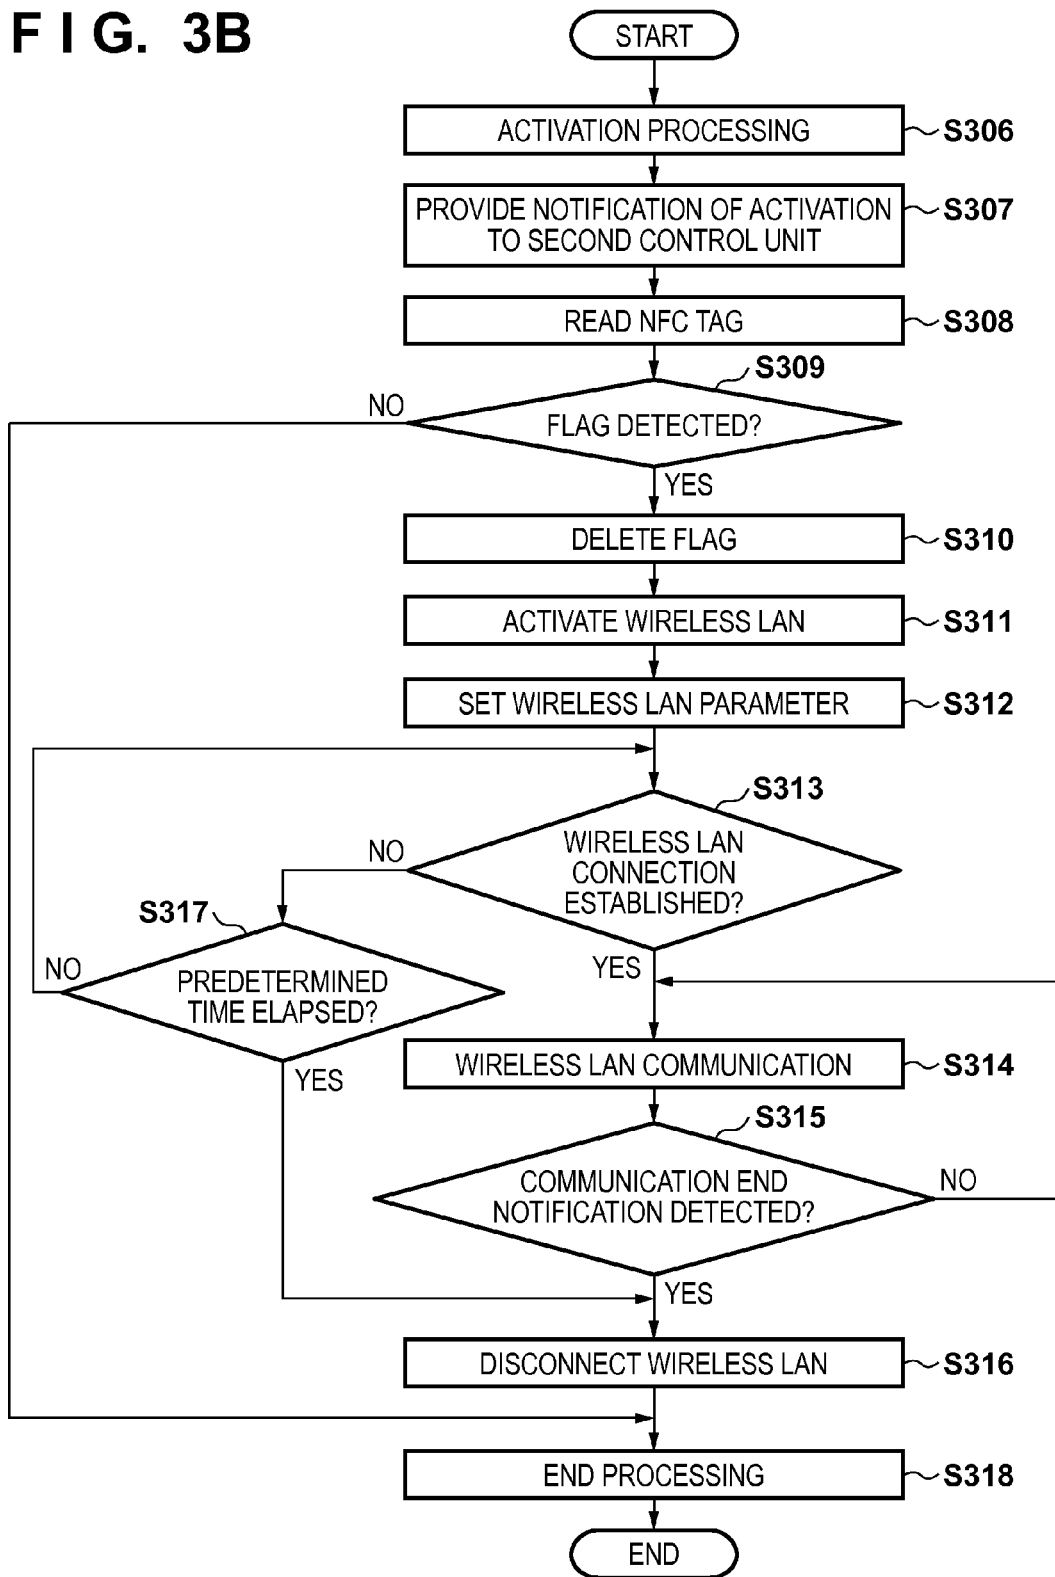 FIG. 3B
START
ACTIVATION PROCESSING
S306
PROVIDE NOTIFICATION OF ACTIVATION
TO SECOND CONTROL UNIT
S307
READ NFC TAG
S308
S309
NO
FLAG DETECTED?
YES
DELETE FLAG
S310
ACTIVATE WIRELESS LAN
S311
SET WIRELESS LAN PARAMETER
S312
S313
NO
WIRELESS LAN
CONNECTION
ESTABLISHED?
YES
S317
NO
PREDETERMINED
TIME ELAPSED?
YES
WIRELESS LAN COMMUNICATION
S314
S315
COMMUNICATION END
NOTIFICATION DETECTED?
NO
YES
DISCONNECT WIRELESS LAN
S316
END PROCESSING
S318
END